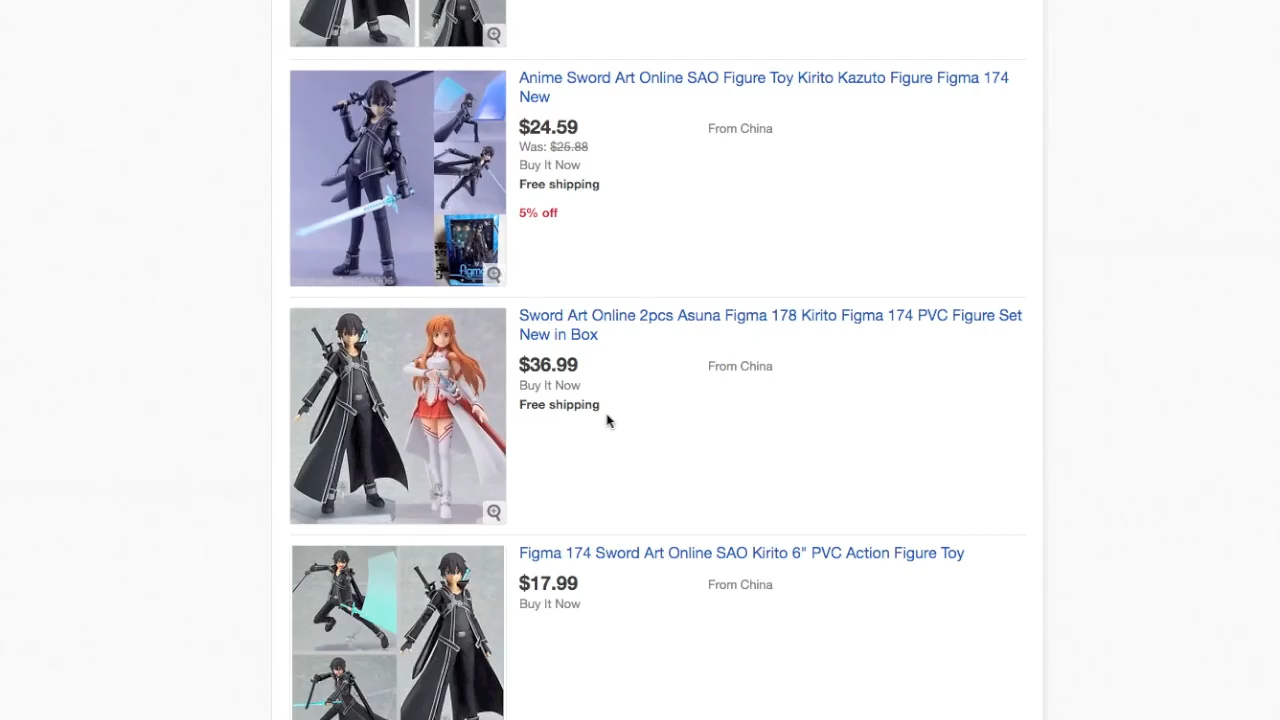 Anime Sword Art Online SAO Figure Toy Kirito Kazuto Figure Figma 174
New
$24.59
From China
Was: $25.88
Buy It Now
Free shipping
5% off
Figma
Sword Art Online 2pcs Asuna Figma 178 Kirito Figma 174 PVC Figure Set
New in Box
$36.99
From China
Buy It Now
Free shipping
Figma 174 Sword Art Online SAO Kirito 6" PVC Action Figure Toy
$17.99
From China
Buy It Now